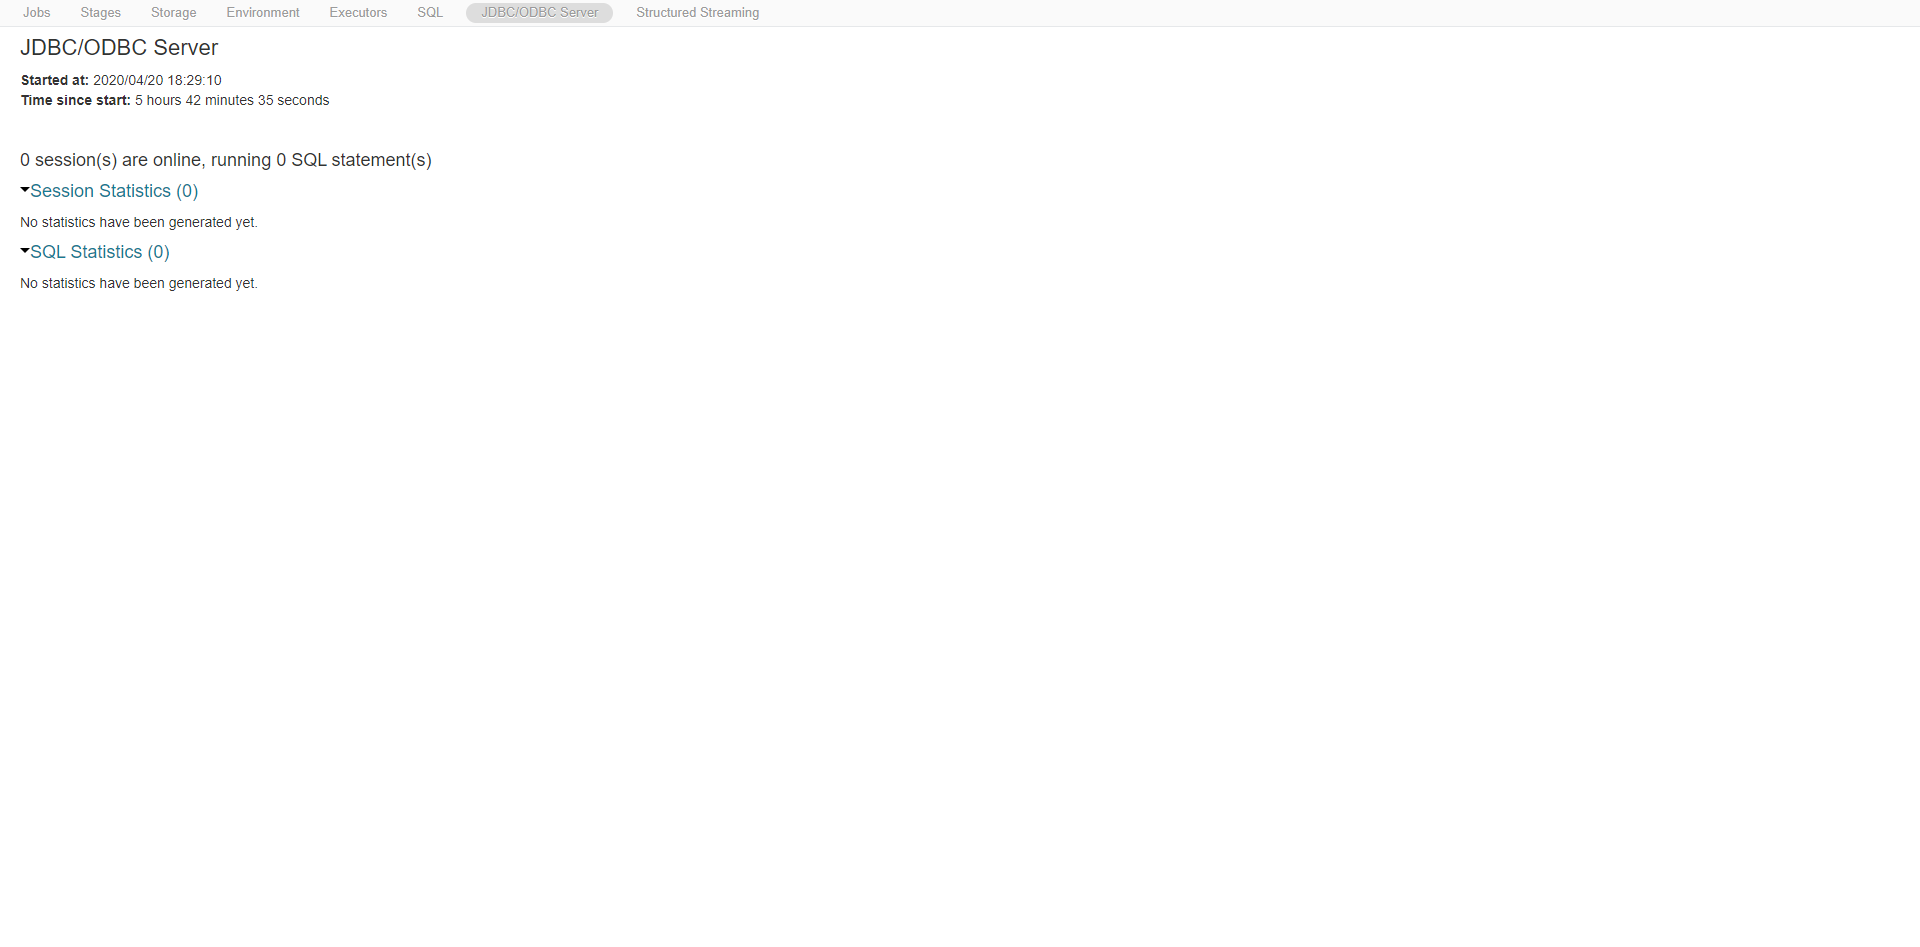 Jobs Stages Storage Environment Executors SQL JDBC/ODBC Server Structured Streaming
JDBC/ODBC Server
Started at: 2020/04/20 18:29:10
Time since start: 5 hours 42 minutes 35 seconds
0 session(s) are online, running 0 SQL statement(s)
Session Statistics (0)
No statistics have been generated yet.
SQL Statistics (0)
No statistics have been generated yet.